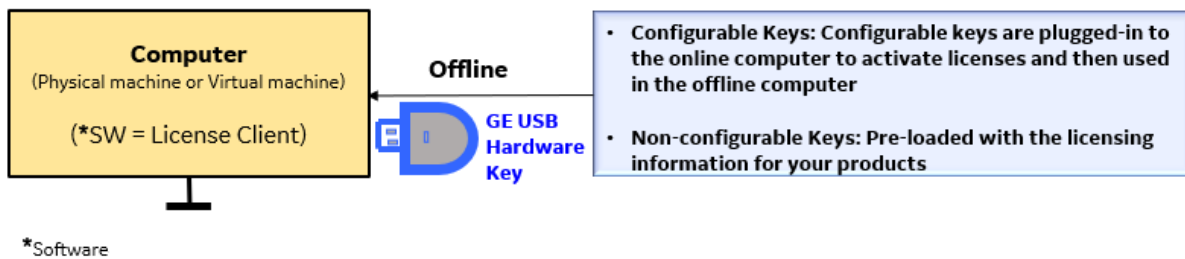 Computer
(Physical machine or Virtual machine)
(*SW = License Client)
Offline
GE USB
Hardware
Key
• Configurable Keys: Configurable keys are plugged-in to
the online computer to activate licenses and then used
in the offline computer
• Non-configurable Keys: Pre-loaded with the licensing
information for your products
*Software